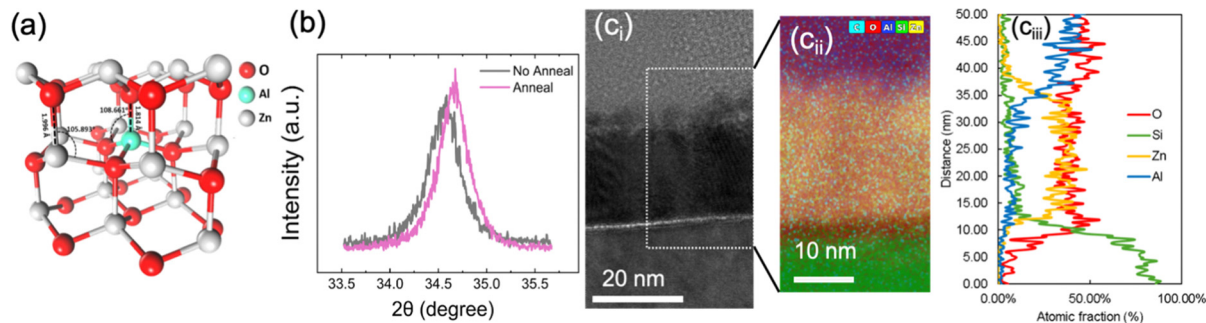 (a)
108.661°
1.814 Å
1.996 Å
105.893°
O
Al
Zn
(b)
Intensity (a.u.)
No Anneal
Anneal
33.5 34.0 34.5 35.0 35.5
2θ (degree)
(ci)
20 nm
(cii)
C O Al Si Zn
10 nm
(ciii)
Distance (nm)
50.00
45.00
40.00
35.00
30.00
25.00
20.00
15.00
10.00
5.00
0.00
O
Si
Zn
Al
0.00% 50.00% 100.00%
Atomic fraction (%)